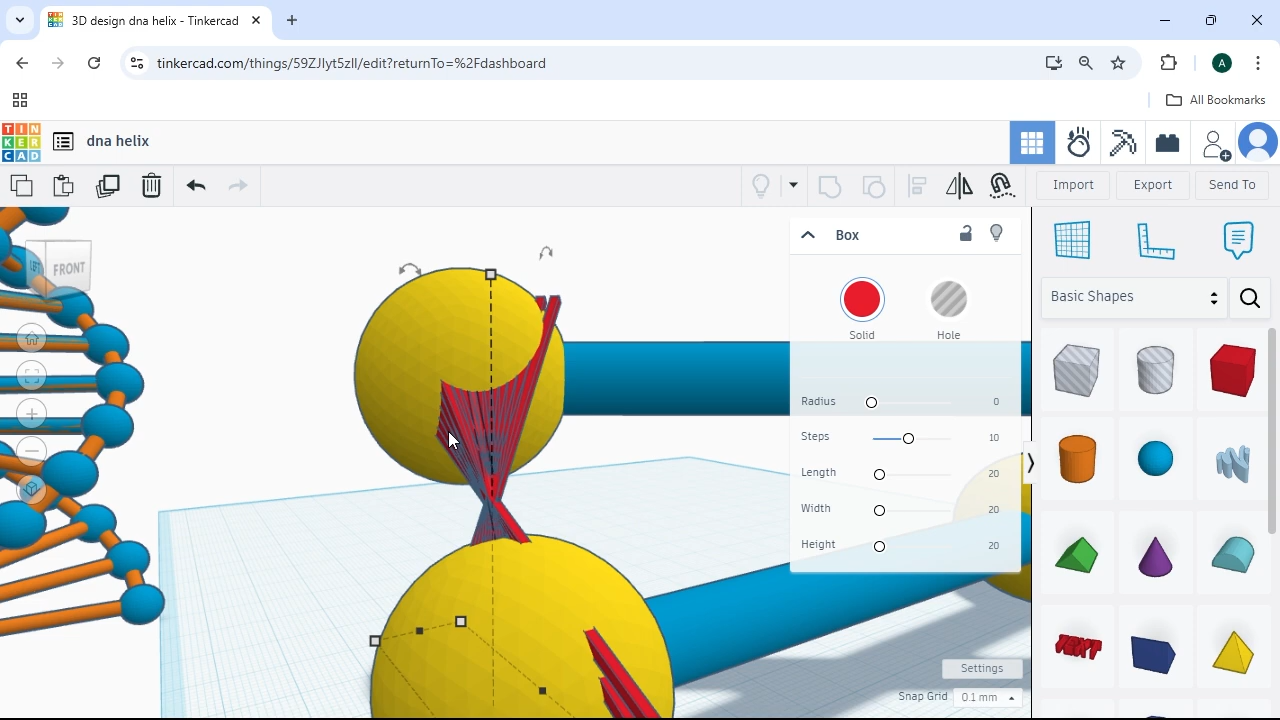 3D design dna helix - Tinkercad
tinkercad.com/things/59ZJlyt5zlI/edit?returnTo=%2Fdashboard
A
All Bookmarks
TIN
KER
CAD
dna helix
Import
Export
Send To
LEFT
FRONT
Box
Solid
Hole
Radius 0
Steps 10
Length 20
Width 20
Height 20
Settings
Snap Grid 0.1 mm
Basic Shapes
TEXT